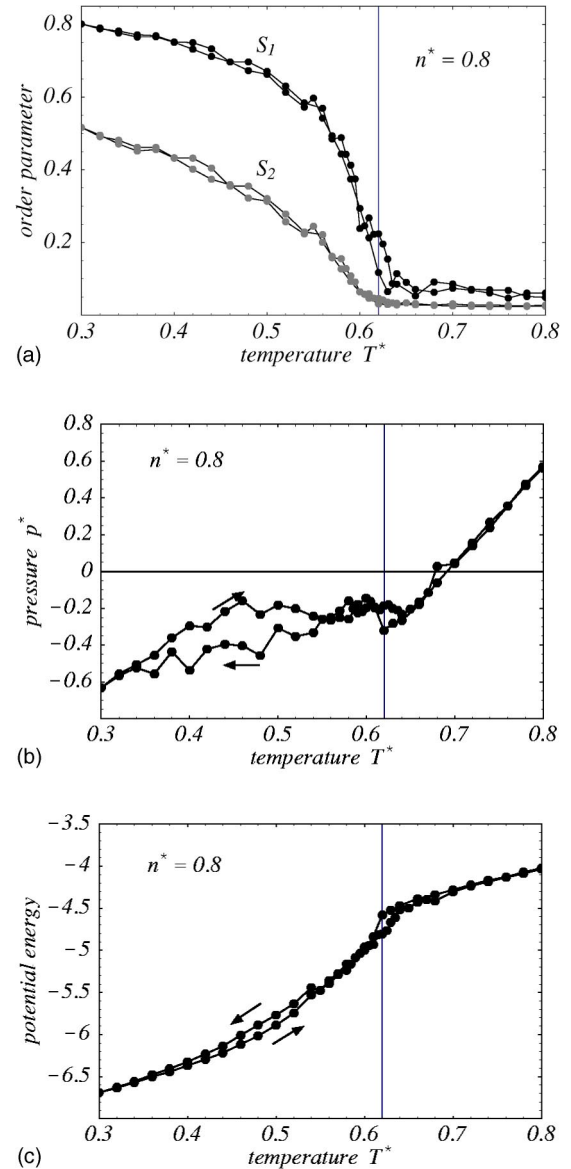 0.8
0.6
0.4
0.2
order parameter
S1
S2
n* = 0.8
0.3 0.4 0.5 0.6 0.7 0.8
temperature T*
(a)
0.8
0.6
0.4
0.2
0
−0.2
−0.4
−0.6
pressure p*
n* = 0.8
0.3 0.4 0.5 0.6 0.7 0.8
temperature T*
(b)
−3.5
−4
−4.5
−5
−5.5
−6
−6.5
potential energy
n* = 0.8
0.3 0.4 0.5 0.6 0.7 0.8
temperature T*
(c)